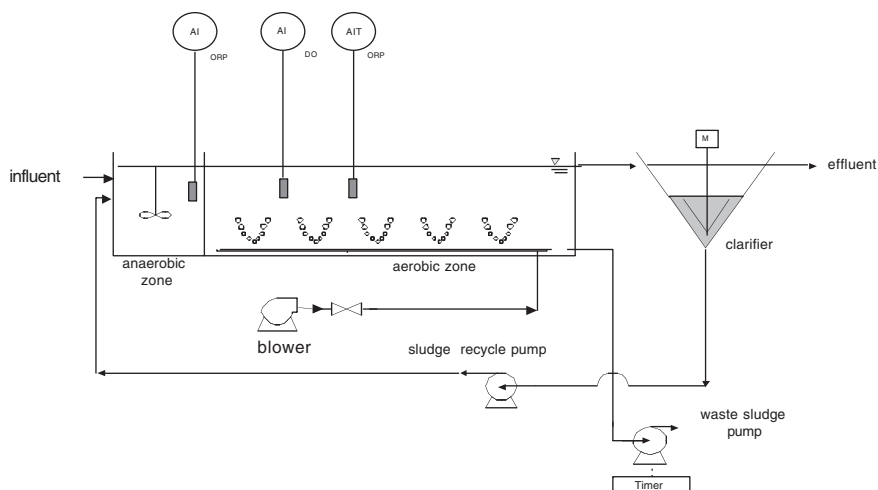 AI
ORP
AI
DO
AIT
ORP
M
influent
effluent
clarifier
anaerobic
zone
aerobic zone
blower
sludge recycle pump
waste sludge
pump
Timer